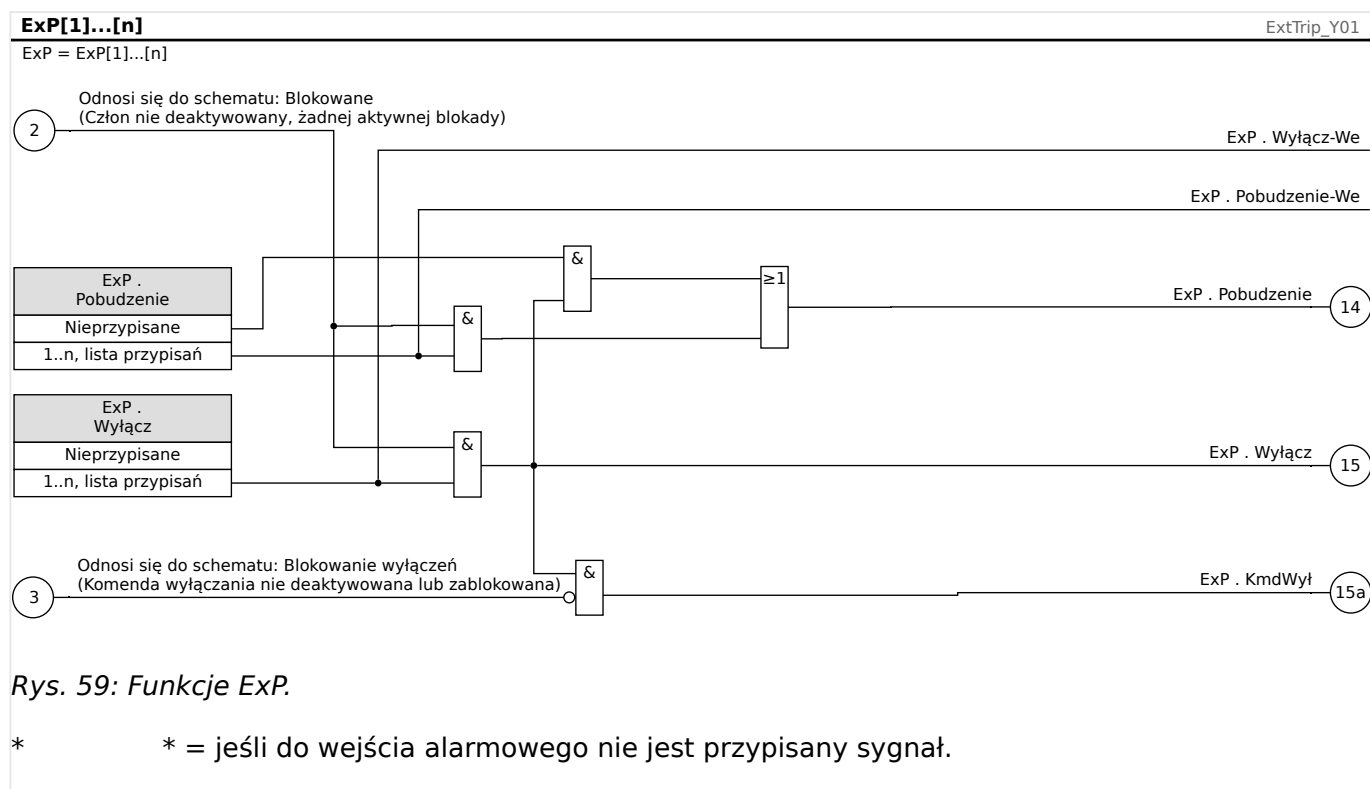 ExP[1]...[n]
ExtTrip_Y01
ExP = ExP[1]...[n]
Odnosi się do schematu: Blokowane
(Człon nie deaktywowany, żadnej aktywnej blokady)
2
ExP . Wyłącz-We
ExP . Pobudzenie-We
&
ExP .
Pobudzenie
≥1
ExP . Pobudzenie
14
Nieprzypisane
&
1..n, lista przypisań
ExP .
Wyłącz
&
Nieprzypisane
ExP . Wyłącz
15
1..n, lista przypisań
Odnosi się do schematu: Blokowanie wyłączeń
(Komenda wyłączania nie deaktywowana lub zablokowana)
3
&
ExP . KmdWył
15a
Rys. 59: Funkcje ExP.
* * = jeśli do wejścia alarmowego nie jest przypisany sygnał.